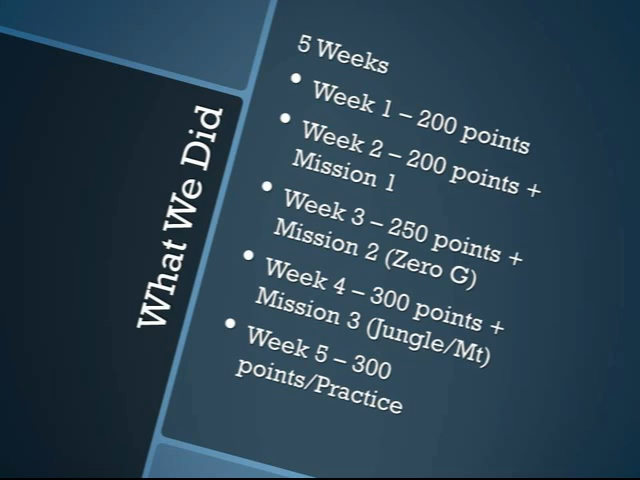 What We Did
5 Weeks
• Week 1 – 200 points
• Week 2 – 200 points +
Mission 1
• Week 3 – 250 points +
Mission 2 (Zero G)
• Week 4 – 300 points +
Mission 3 (Jungle/Mt)
• Week 5 – 300
points/Practice